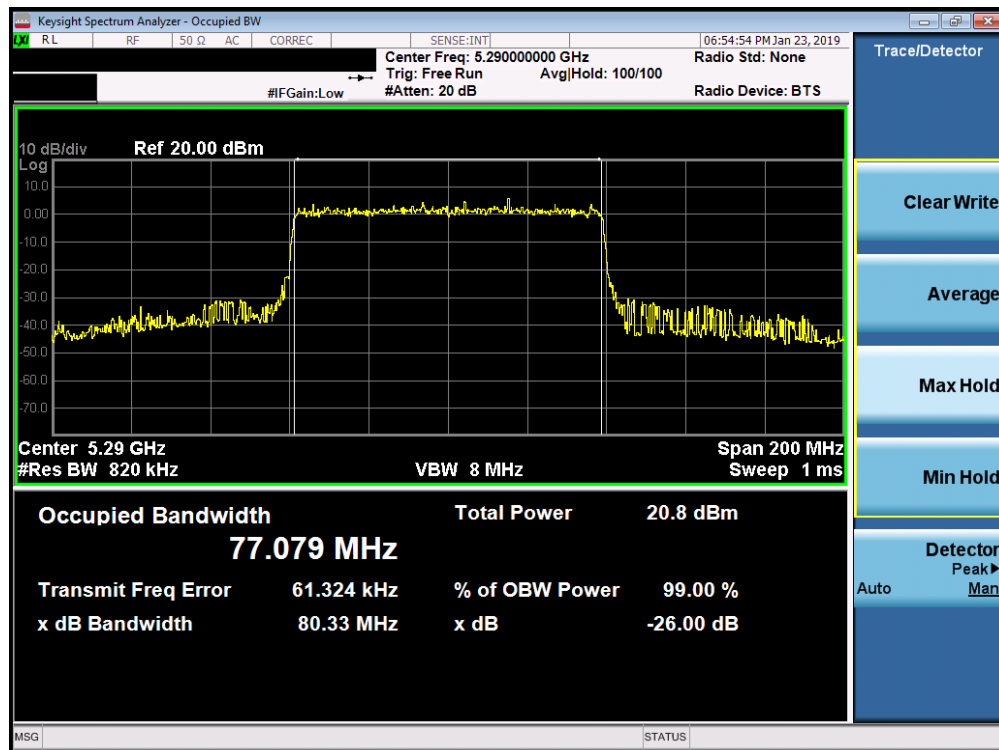 Keysight Spectrum Analyzer - Occupied BW
LXI RL RF 50 Ω AC CORREC SENSE:INT 06:54:54 PM Jan 23, 2019
Center Freq: 5.290000000 GHz Radio Std: None
Trig: Free Run Avg|Hold: 100/100
#IFGain:Low #Atten: 20 dB Radio Device: BTS
10 dB/div Ref 20.00 dBm
Log
10.0
0.00
-10.0
-20.0
-30.0
-40.0
-50.0
-60.0
-70.0
Center 5.29 GHz Span 200 MHz
#Res BW 820 kHz VBW 8 MHz Sweep 1 ms
Occupied Bandwidth Total Power 20.8 dBm
77.079 MHz
Transmit Freq Error 61.324 kHz % of OBW Power 99.00 %
x dB Bandwidth 80.33 MHz x dB -26.00 dB
MSG STATUS
Trace/Detector
Clear Write
Average
Max Hold
Min Hold
Detector
Peak▶
Auto Man